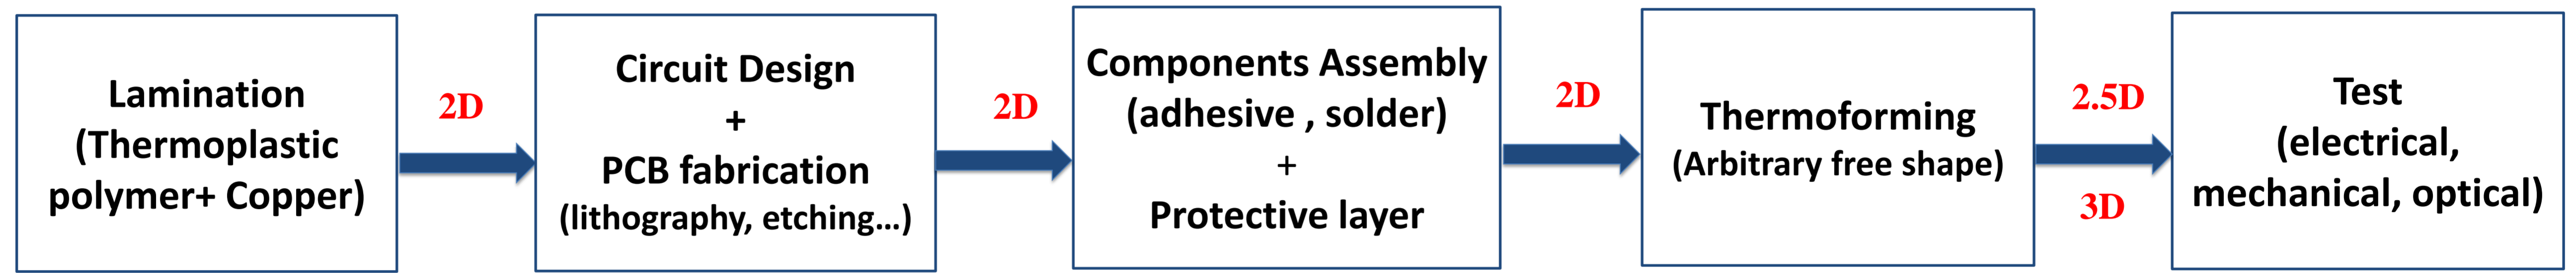 Lamination
(Thermoplastic
polymer+ Copper)
2D
Circuit Design
+
PCB fabrication
(lithography, etching...)
2D
Components Assembly
(adhesive , solder)
+
Protective layer
2D
Thermoforming
(Arbitrary free shape)
2.5D
3D
Test
(electrical,
mechanical, optical)